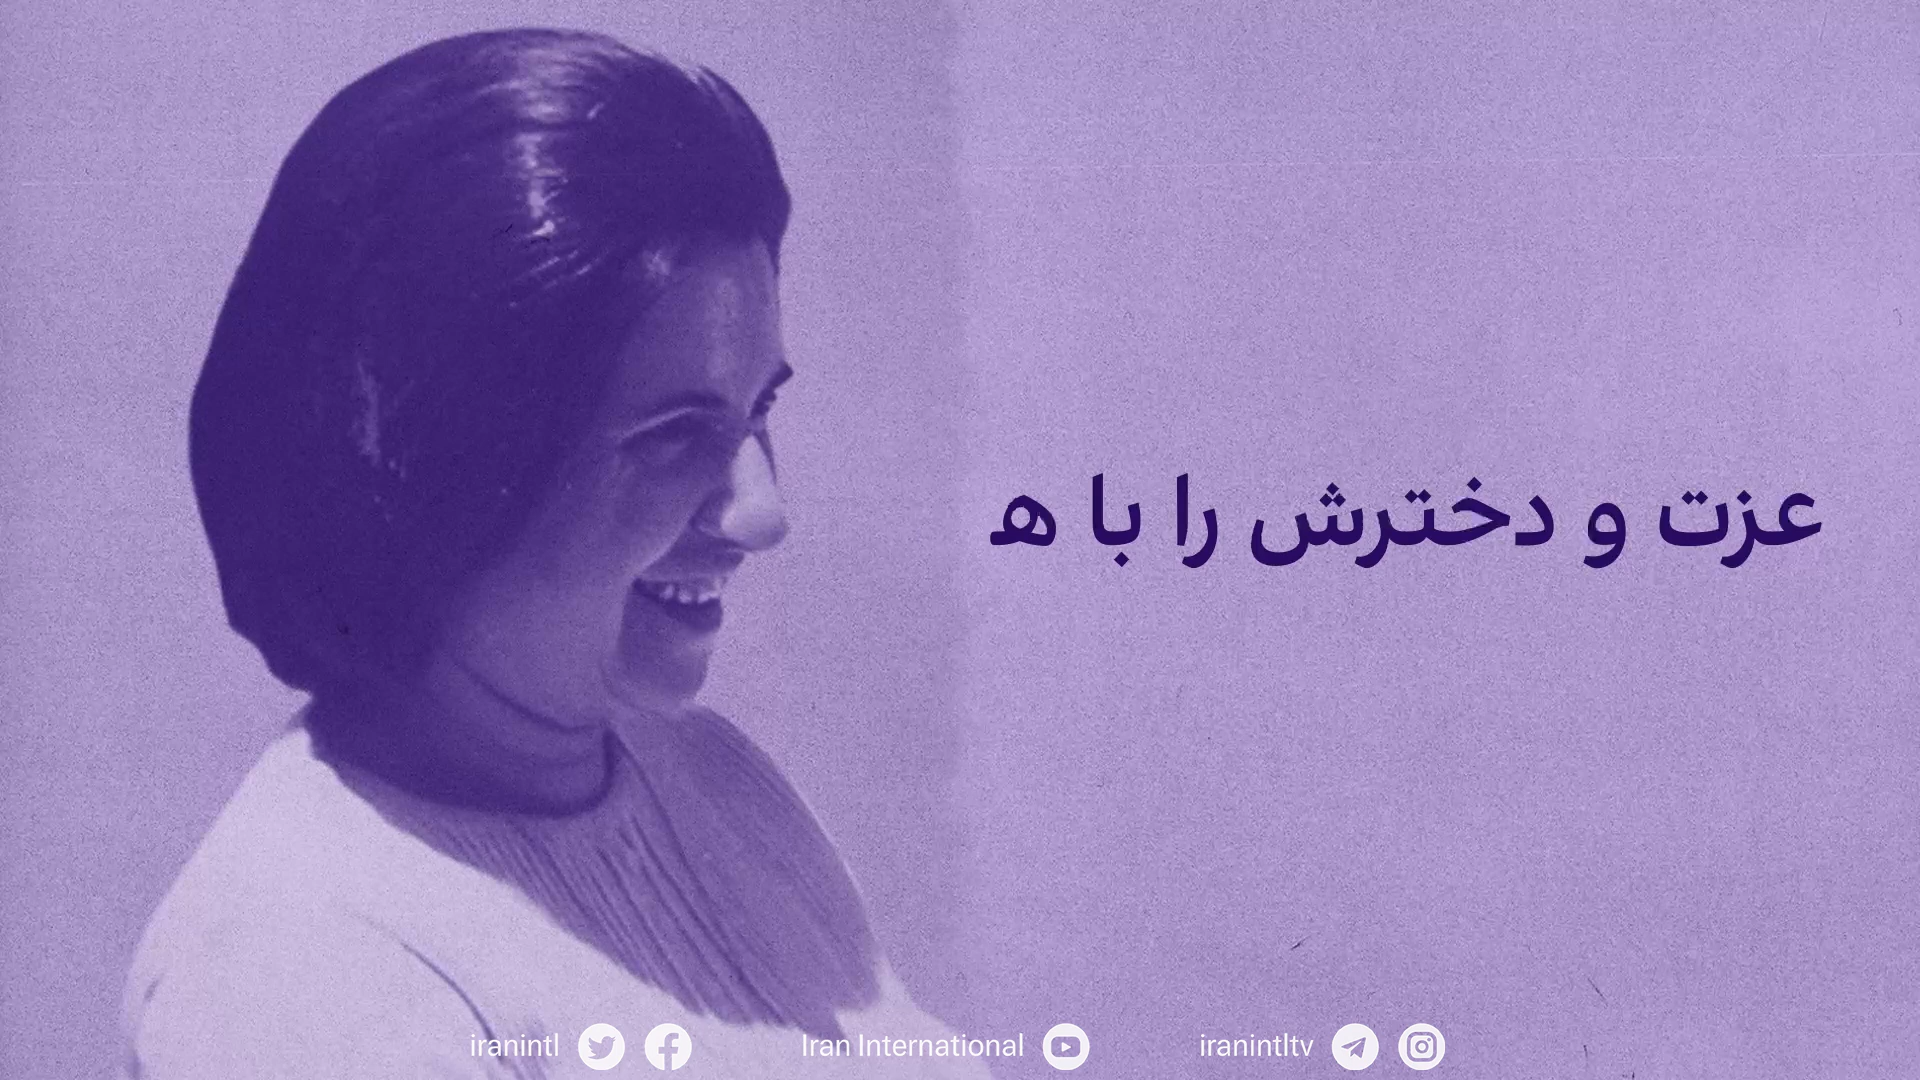 عزت و دخترش را با ه
iranintl Iran International iranintltv